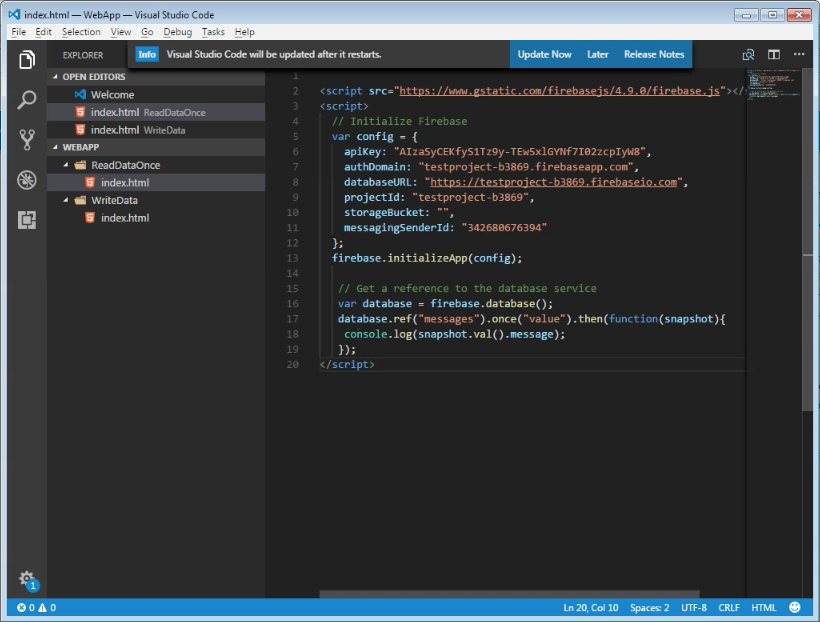 index.html — WebApp — Visual Studio Code
File Edit Selection View Go Debug Tasks Help
EXPLORER
Info Visual Studio Code will be updated after it restarts. Update Now Later Release Notes
OPEN EDITORS
Welcome
index.html ReadDataOnce
index.html WriteData
WEBAPP
ReadDataOnce
index.html
WriteData
index.html
1
2 <script src="https://www.gstatic.com/firebasejs/4.9.0/firebase.js"></
3 <script>
4 // Initialize Firebase
5 var config = {
6 apiKey: "AIzaSyCEKfyS1Tz9y-TEw5xlGYNf7I02zcpIyW8",
7 authDomain: "testproject-b3869.firebaseapp.com",
8 databaseURL: "https://testproject-b3869.firebaseio.com",
9 projectId: "testproject-b3869",
10 storageBucket: "",
11 messagingSenderId: "342680676394"
12 };
13 firebase.initializeApp(config);
14
15 // Get a reference to the database service
16 var database = firebase.database();
17 database.ref("messages").once("value").then(function(snapshot){
18 console.log(snapshot.val().message);
19 });
20 </script>
1
0 0 Ln 20, Col 10 Spaces: 2 UTF-8 CRLF HTML